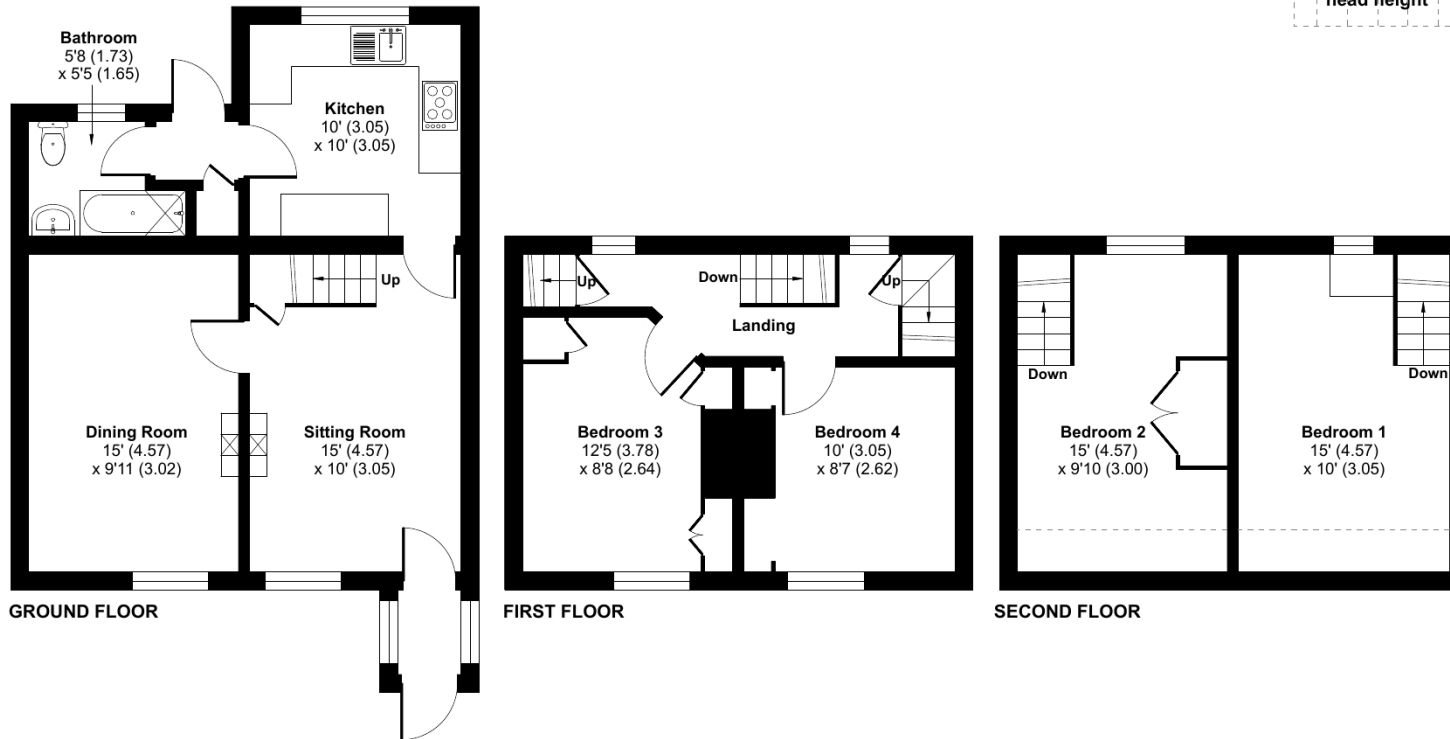 head height
Bathroom
5'8 (1.73)
x 5'5 (1.65)
Kitchen
10' (3.05)
x 10' (3.05)
Up
Dining Room
15' (4.57)
x 9'11 (3.02)
Sitting Room
15' (4.57)
x 10' (3.05)
GROUND FLOOR
Up
Down
Up
Landing
Bedroom 3
12'5 (3.78)
x 8'8 (2.64)
Bedroom 4
10' (3.05)
x 8'7 (2.62)
FIRST FLOOR
Down
Down
Bedroom 2
15' (4.57)
x 9'10 (3.00)
Bedroom 1
15' (4.57)
x 10' (3.05)
SECOND FLOOR